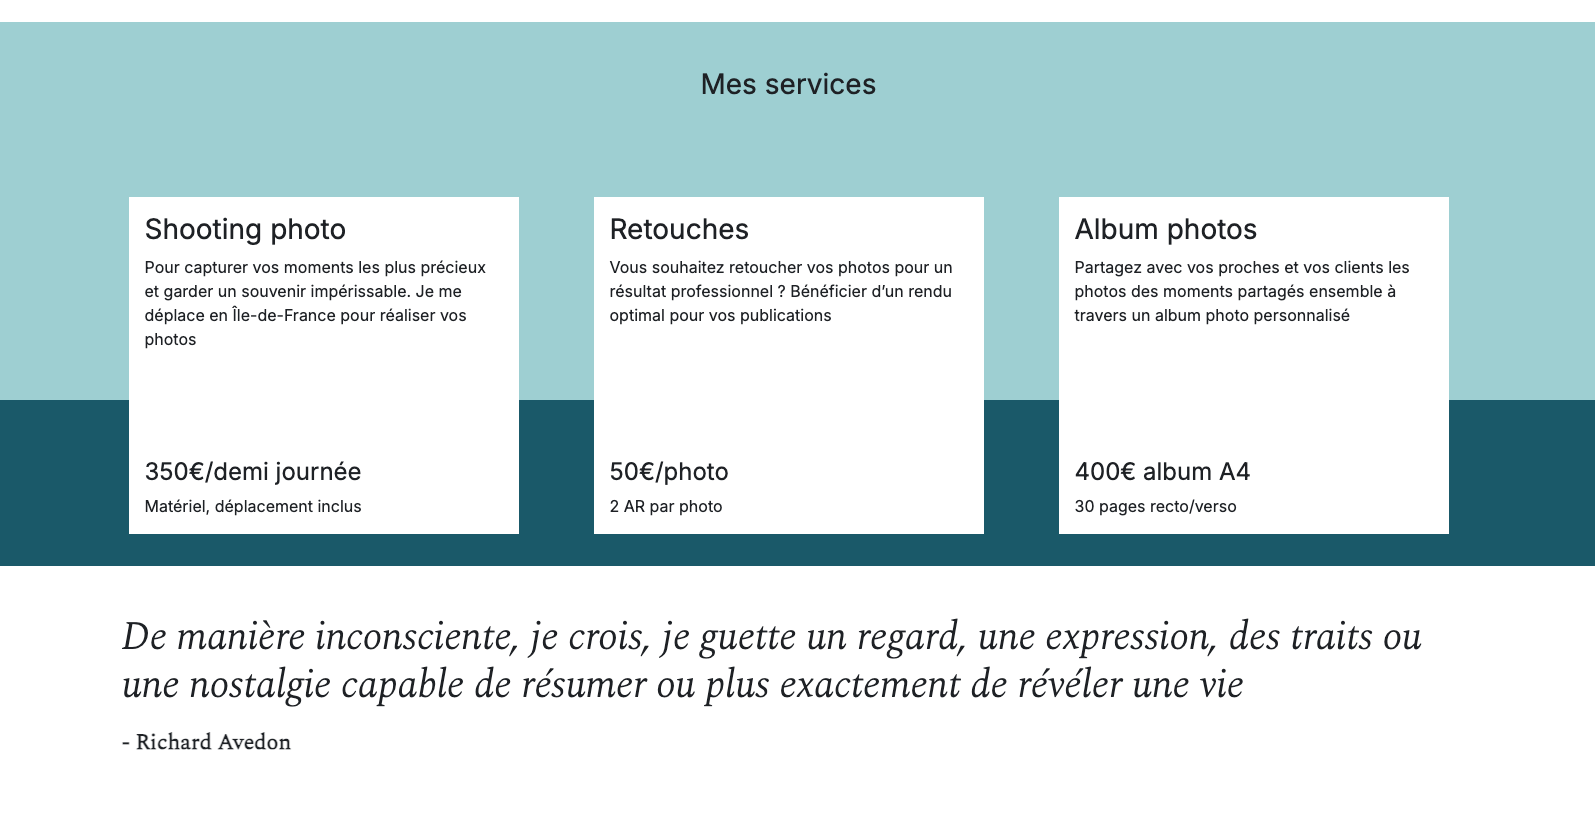 Mes services
Shooting photo
Pour capturer vos moments les plus précieux
et garder un souvenir impérissable. Je me
déplace en Île-de-France pour réaliser vos
photos
350€/demi journée
Matériel, déplacement inclus
Retouches
Vous souhaitez retoucher vos photos pour un
résultat professionnel ? Bénéficier d’un rendu
optimal pour vos publications
50€/photo
2 AR par photo
Album photos
Partagez avec vos proches et vos clients les
photos des moments partagés ensemble à
travers un album photo personnalisé
400€ album A4
30 pages recto/verso
De manière inconsciente, je crois, je guette un regard, une expression, des traits ou
une nostalgie capable de résumer ou plus exactement de révéler une vie
- Richard Avedon